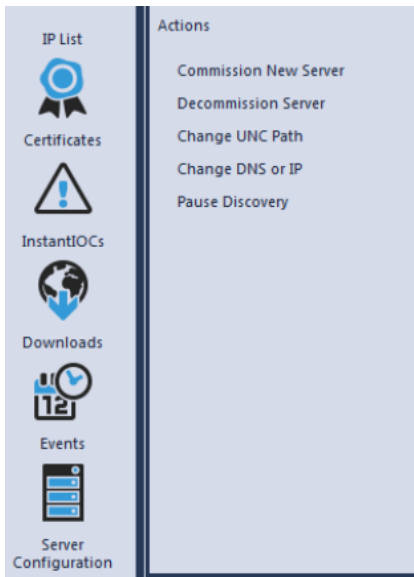 IP List
Certificates
InstantIOCs
Downloads
12
Events
Server
Configuration
Actions
Commission New Server
Decommission Server
Change UNC Path
Change DNS or IP
Pause Discovery